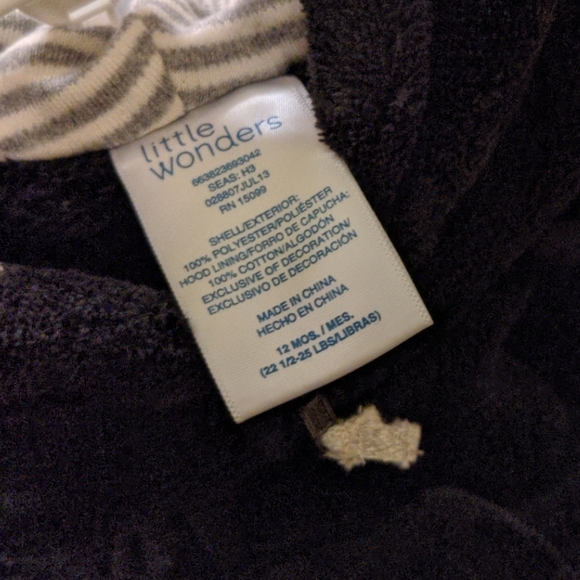 little
wonders
663823693042
SEAS: H3
028807JUL13
RN 15099
SHELL/EXTERIOR:
100% POLYESTER/POLIÉSTER
HOOD LINING/FORRO DE CAPUCHA:
100% COTTON/ALGODÓN
EXCLUSIVE OF DECORATION/
EXCLUSIVO DE DECORACIÓN
MADE IN CHINA
HECHO EN CHINA
12 MOS. / MES.
(22 1/2-25 LBS/LIBRAS)